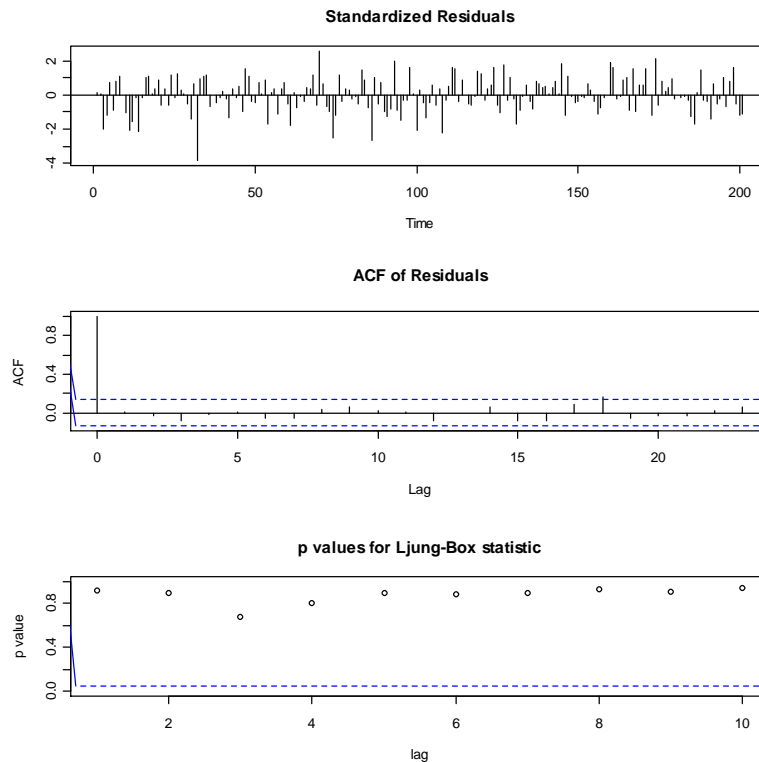 Standardized Residuals
2
0
-2
-4
0 50 100 150 200
Time
ACF of Residuals
ACF
0.8
0.4
0.0
0 5 10 15 20
Lag
p values for Ljung-Box statistic
p value
0.8
0.4
0.0
2 4 6 8 10
lag